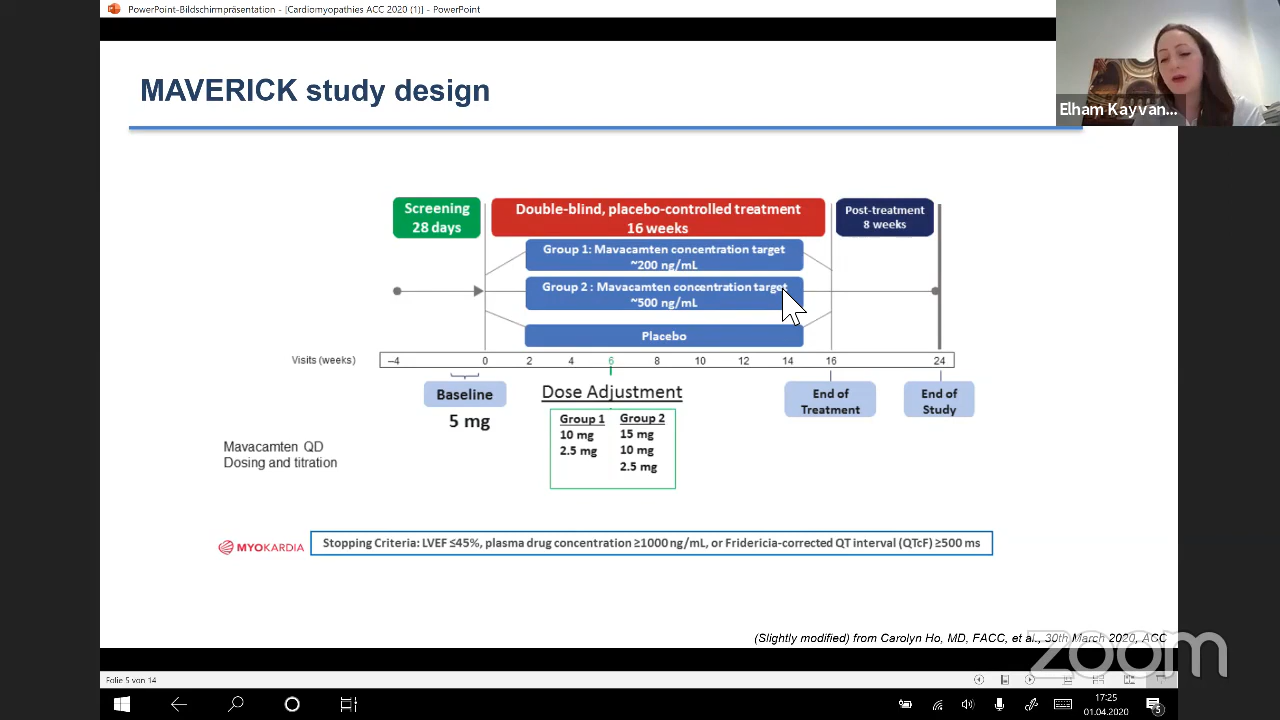 PowerPoint-Bildschirmpräsentation - [Cardiomyopathies ACC 2020 (1)] - PowerPoint
MAVERICK study design
Elham Kayvan...
Screening
28 days
Double-blind, placebo-controlled treatment
16 weeks
Post-treatment
8 weeks
Group 1: Mavacamten concentration target
~200 ng/mL
Group 2 : Mavacamten concentration target
~500 ng/mL
Placebo
Visits (weeks) –4 0 2 4 6 8 10 12 14 16 24
Baseline
5 mg
Dose Adjustment
Group 1 Group 2
10 mg 15 mg
2.5 mg 10 mg
2.5 mg
End of
Treatment
End of
Study
Mavacamten QD
Dosing and titration
MYOKARDIA
Stopping Criteria: LVEF ≤45%, plasma drug concentration ≥1000 ng/mL, or Fridericia-corrected QT interval (QTcF) ≥500 ms
(Slightly modified) from Carolyn Ho, MD, FACC, et al., 30th March 2020, ACC
zoom
Folie 5 von 14
17:25
01.04.2020
5